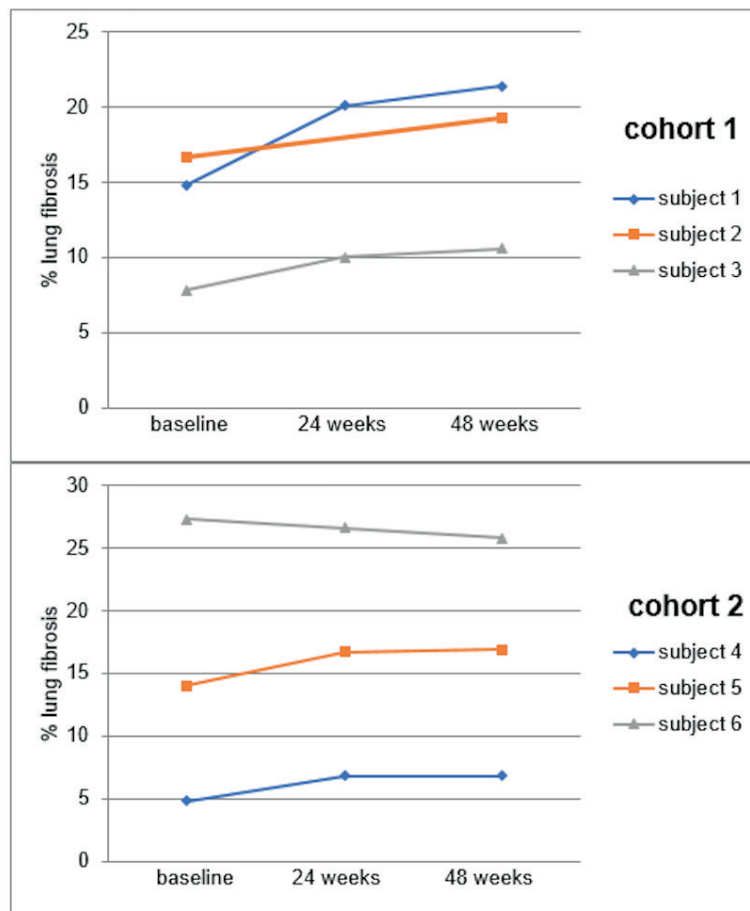 25
20
15
10
5
0
% lung fibrosis
baseline 24 weeks 48 weeks
cohort 1
subject 1
subject 2
subject 3
30
25
20
15
10
5
0
% lung fibrosis
baseline 24 weeks 48 weeks
cohort 2
subject 4
subject 5
subject 6